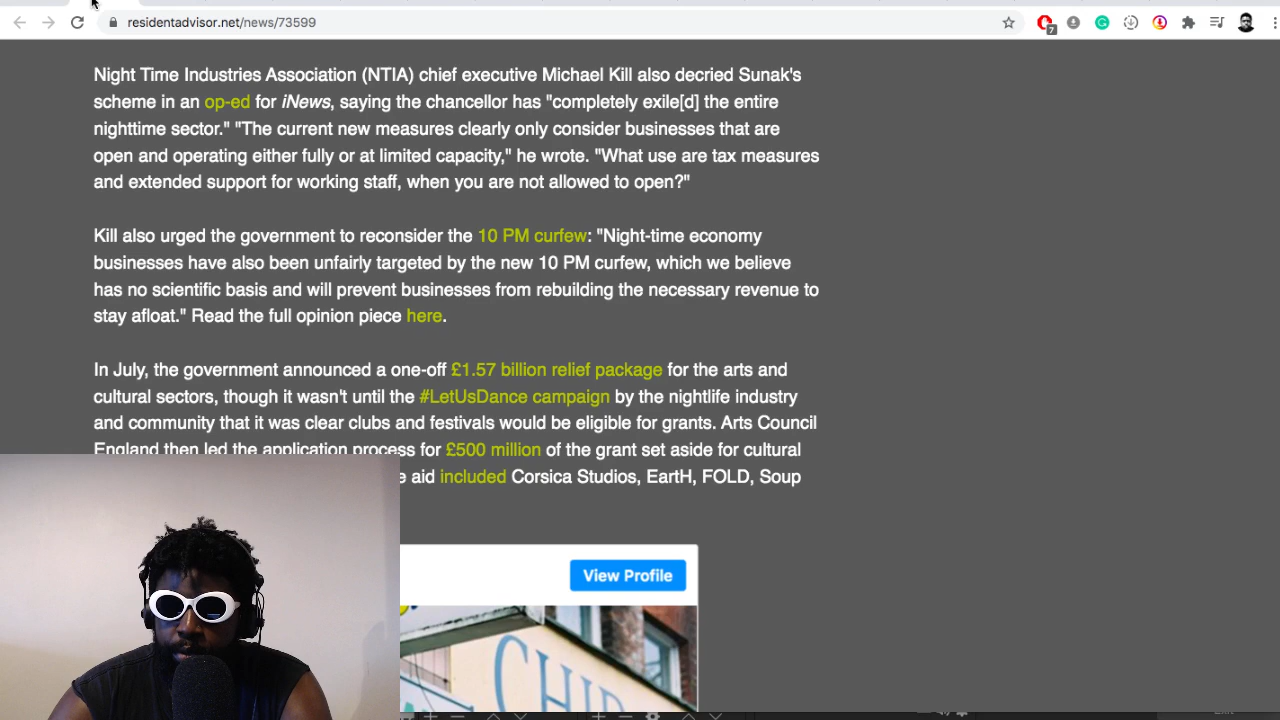 residentadvisor.net/news/73599
7
Night Time Industries Association (NTIA) chief executive Michael Kill also decried Sunak's
scheme in an op-ed for iNews, saying the chancellor has "completely exile[d] the entire
nighttime sector." "The current new measures clearly only consider businesses that are
open and operating either fully or at limited capacity," he wrote. "What use are tax measures
and extended support for working staff, when you are not allowed to open?"
Kill also urged the government to reconsider the 10 PM curfew: "Night-time economy
businesses have also been unfairly targeted by the new 10 PM curfew, which we believe
has no scientific basis and will prevent businesses from rebuilding the necessary revenue to
stay afloat." Read the full opinion piece here.
In July, the government announced a one-off £1.57 billion relief package for the arts and
cultural sectors, though it wasn't until the #LetUsDance campaign by the nightlife industry
and community that it was clear clubs and festivals would be eligible for grants. Arts Council
England then led the application process for £500 million of the grant set aside for cultural
e aid included Corsica Studios, EartH, FOLD, Soup
View Profile
CHIP